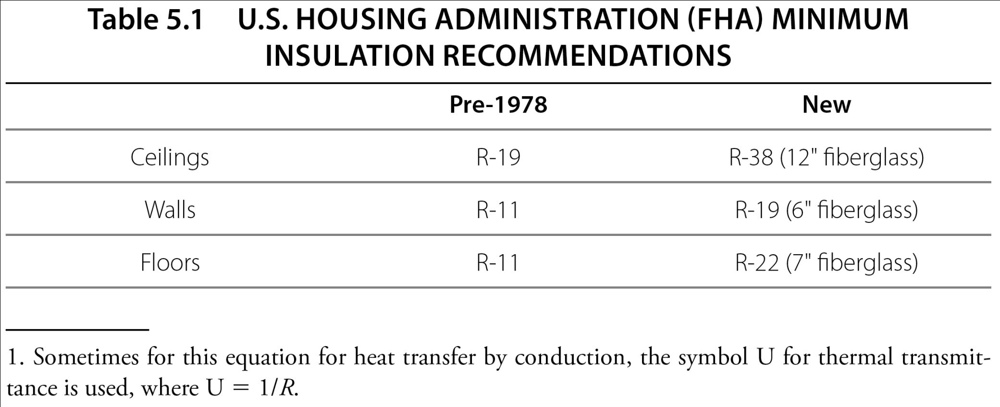 Table 5.1 U.S. HOUSING ADMINISTRATION (FHA) MINIMUM
INSULATION RECOMMENDATIONS
Pre-1978 New
Ceilings R-19 R-38 (12" fiberglass)
Walls R-11 R-19 (6" fiberglass)
Floors R-11 R-22 (7" fiberglass)
1. Sometimes for this equation for heat transfer by conduction, the symbol U for thermal transmit-
tance is used, where U = 1/R.